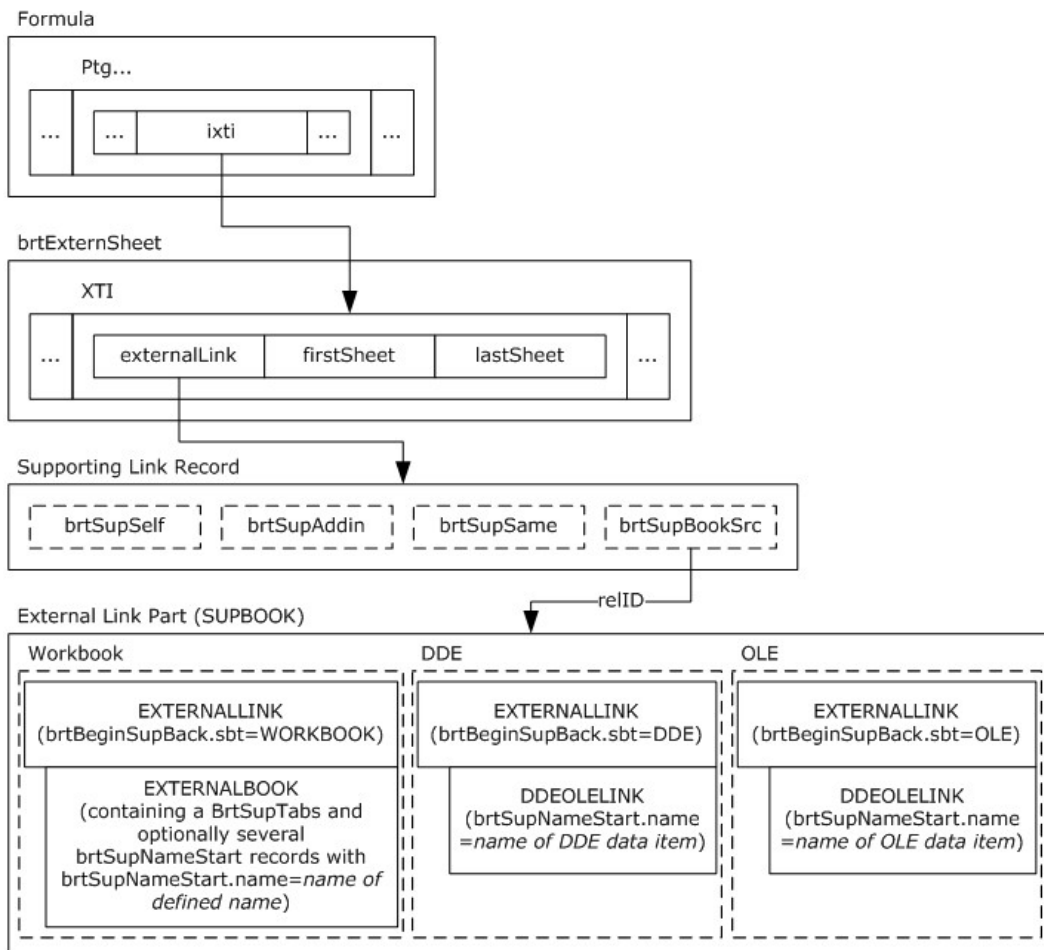 Formula
Ptg...
...
...
ixti
...
...
brtExternSheet
XTI
...
externalLink
firstSheet
lastSheet
...
Supporting Link Record
brtSupSelf
brtSupAddin
brtSupSame
brtSupBookSrc
relID
External Link Part (SUPBOOK)
Workbook
EXTERNALLINK
(brtBeginSupBack.sbt=WORKBOOK)
EXTERNALBOOK
(containing a BrtSupTabs and
optionally several
brtSupNameStart records with
brtSupNameStart.name=name of
defined name)
DDE
EXTERNALLINK
(brtBeginSupBack.sbt=DDE)
DDEOLELINK
(brtSupNameStart.name
=name of DDE data item)
OLE
EXTERNALLINK
(brtBeginSupBack.sbt=OLE)
DDEOLELINK
(brtSupNameStart.name
=name of OLE data item)